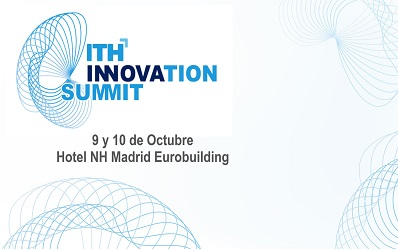 ITH
INNOVATION
SUMMIT
9 y 10 de Octubre
Hotel NH Madrid Eurobuilding